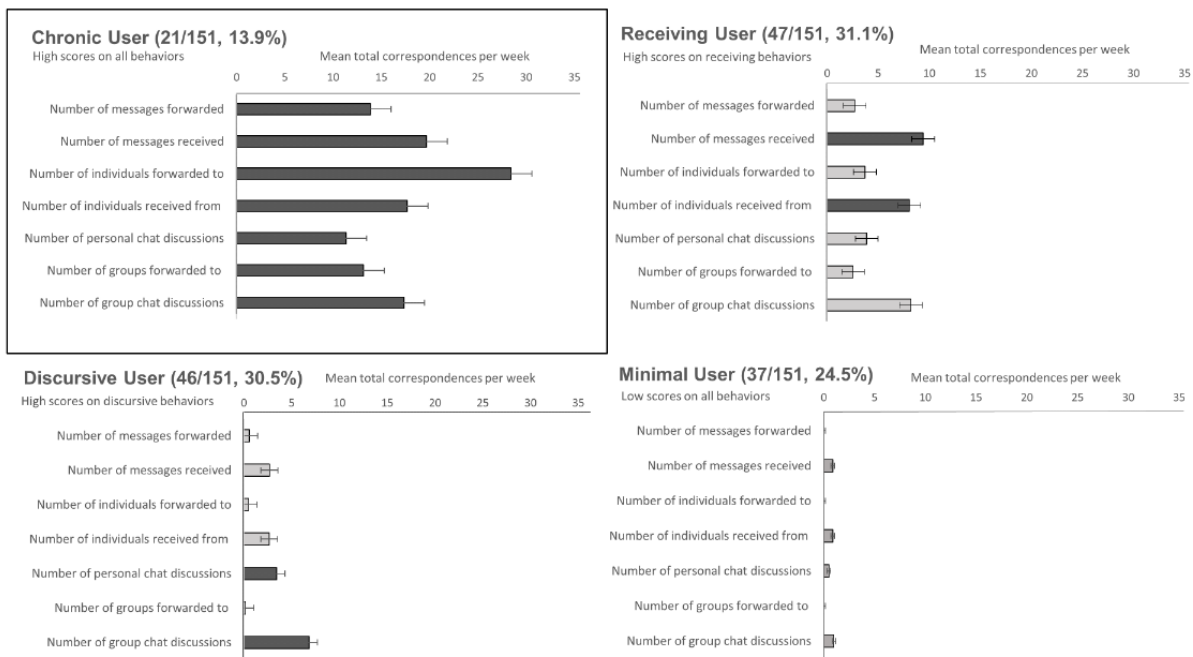 Chronic User (21/151, 13.9%)
High scores on all behaviors
Mean total correspondences per week
0 5 10 15 20 25 30 35
Number of messages forwarded
Number of messages received
Number of individuals forwarded to
Number of individuals received from
Number of personal chat discussions
Number of groups forwarded to
Number of group chat discussions
Receiving User (47/151, 31.1%)
High scores on receiving behaviors
Mean total correspondences per week
0 5 10 15 20 25 30 35
Number of messages forwarded
Number of messages received
Number of individuals forwarded to
Number of individuals received from
Number of personal chat discussions
Number of groups forwarded to
Number of group chat discussions
Discursive User (46/151, 30.5%)
High scores on discursive behaviors
Mean total correspondences per week
0 5 10 15 20 25 30 35
Number of messages forwarded
Number of messages received
Number of individuals forwarded to
Number of individuals received from
Number of personal chat discussions
Number of groups forwarded to
Number of group chat discussions
Minimal User (37/151, 24.5%)
Low scores on all behaviors
Mean total correspondences per week
0 5 10 15 20 25 30 35
Number of messages forwarded
Number of messages received
Number of individuals forwarded to
Number of individuals received from
Number of personal chat discussions
Number of groups forwarded to
Number of group chat discussions